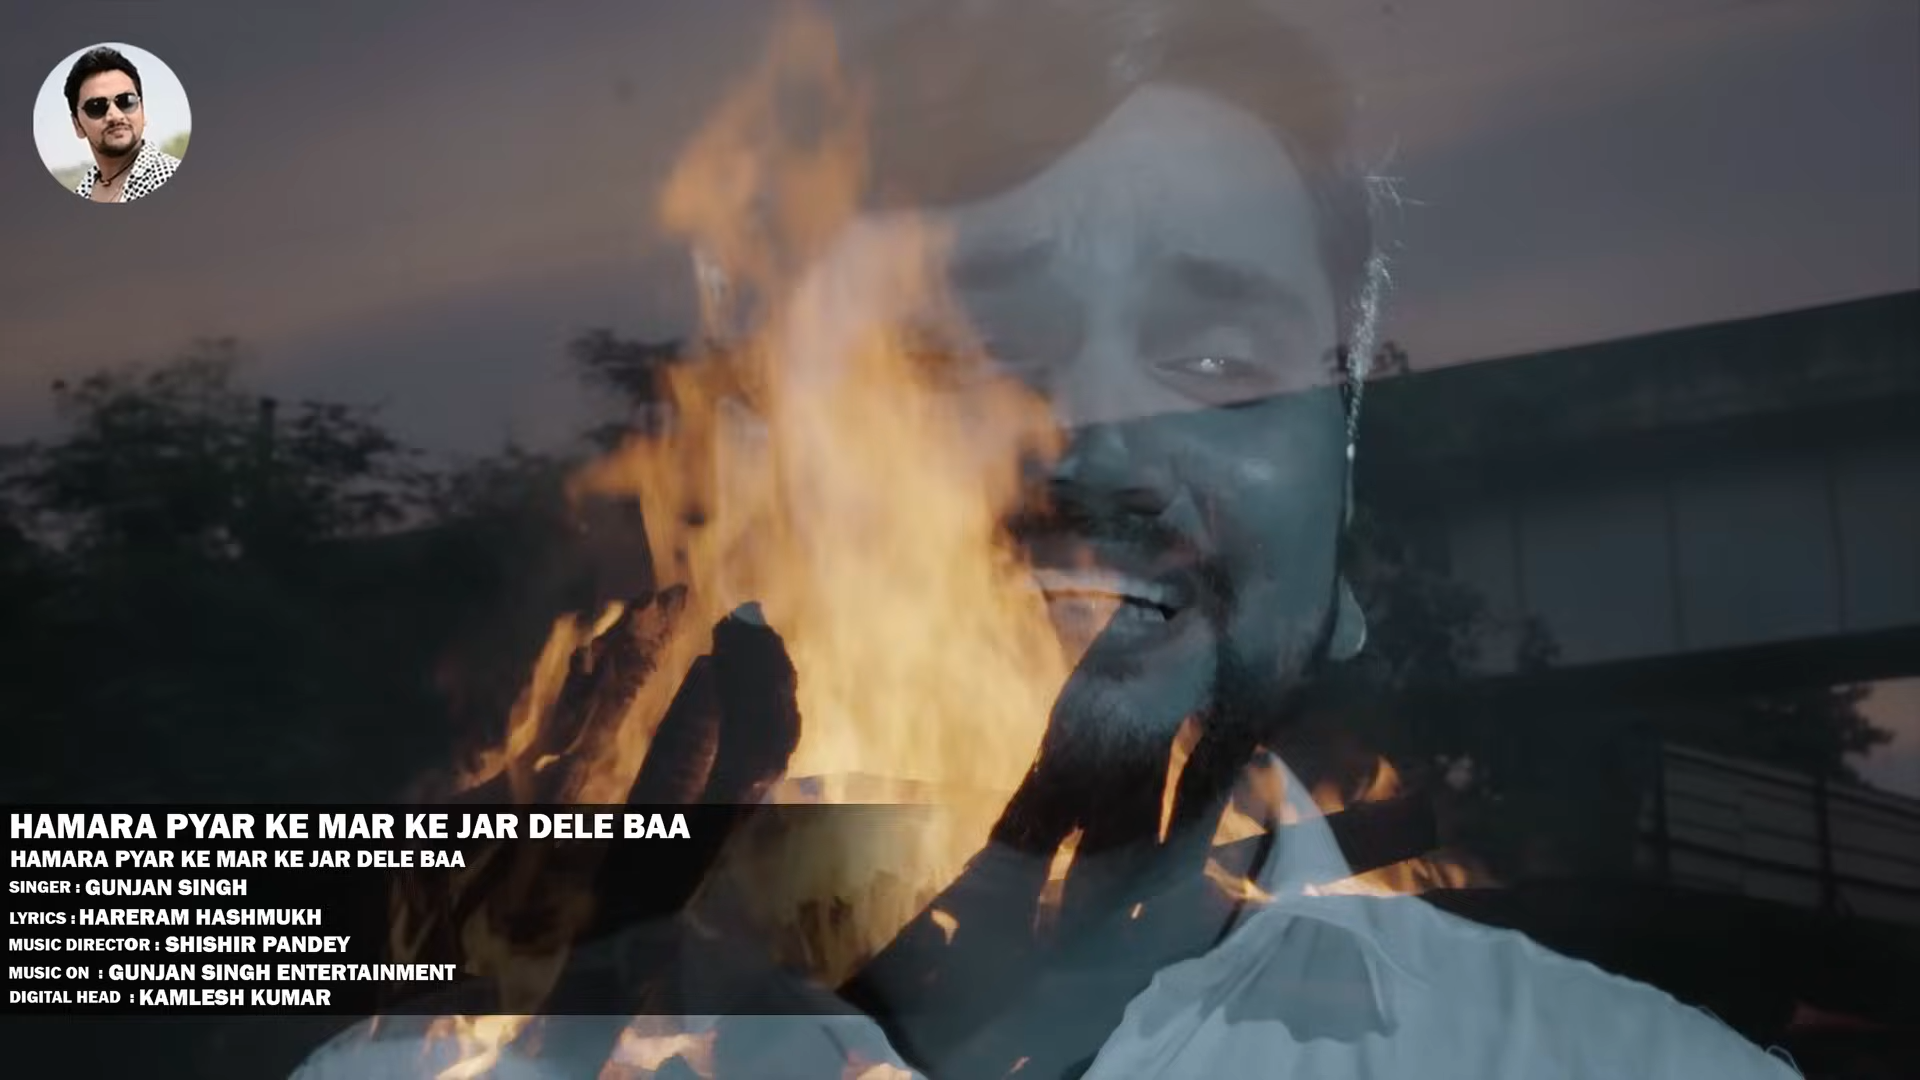 HAMARA PYAR KE MAR KE JAR DELE BAA
HAMARA PYAR KE MAR KE JAR DELE BAA
SINGER : GUNJAN SINGH
LYRICS : HARERAM HASHMUKH
MUSIC DIRECTOR : SHISHIR PANDEY
MUSIC ON : GUNJAN SINGH ENTERTAINMENT
DIGITAL HEAD : KAMLESH KUMAR